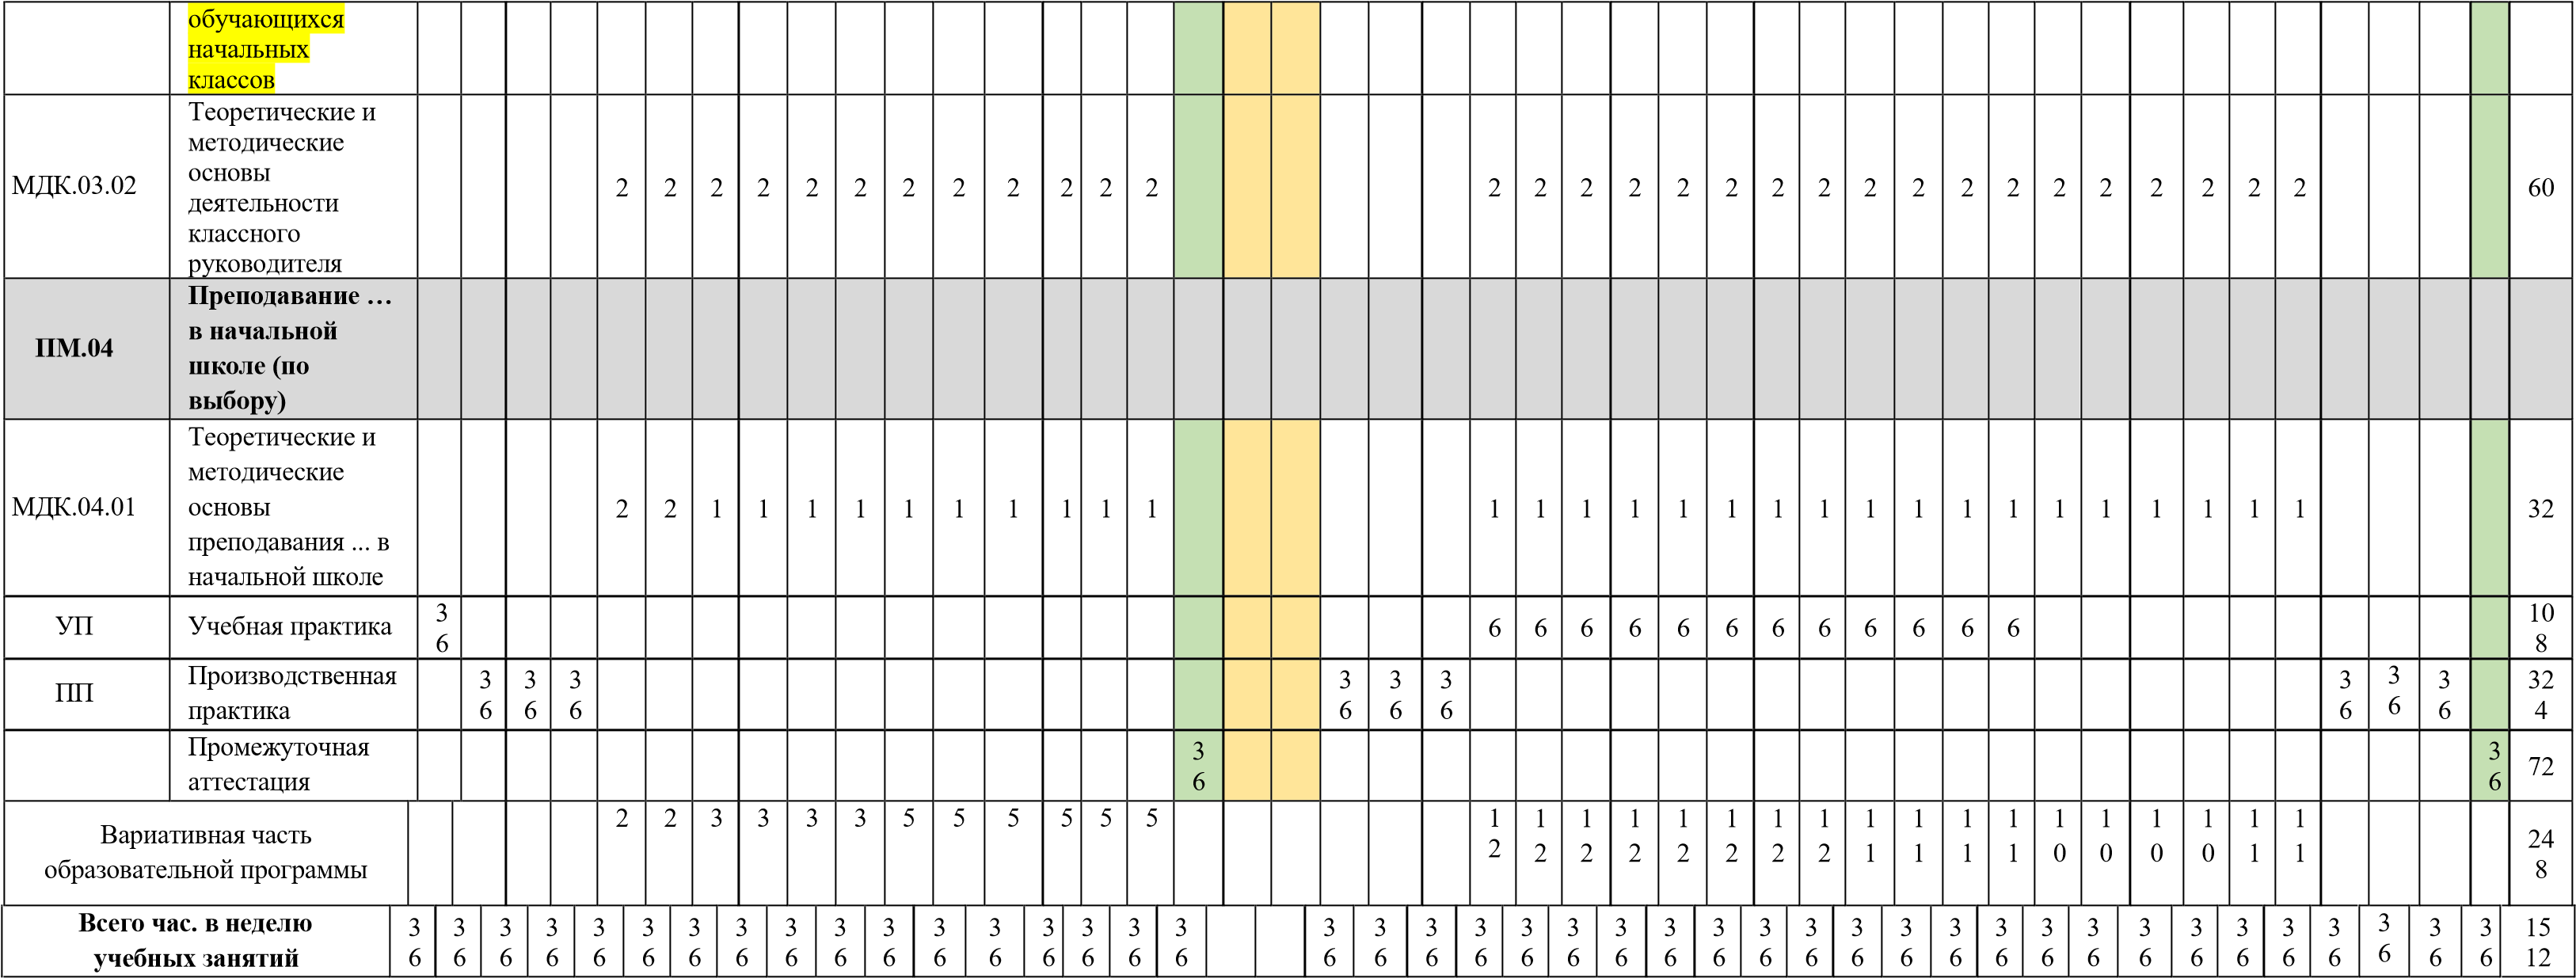 обучающихся
начальных
классов
МДК.03.02 Теоретические и
методические
основы
деятельности
классного
руководителя 2 2 2 2 2 2 2 2 2 2 2 2 2 2 2 2 2 2 2 2 2 2 2 2 2 2 2 2 2 2 60
ПМ.04 Преподавание …
в начальной
школе (по
выбору)
МДК.04.01 Теоретические и
методические
основы
преподавания ... в
начальной школе 2 2 1 1 1 1 1 1 1 1 1 1 1 1 1 1 1 1 1 1 1 1 1 1 1 1 1 1 1 1 32
УП Учебная практика 36 6 6 6 6 6 6 6 6 6 6 6 6 108
ПП Производственная
практика 36 36 36 36 36 36 36 36 36 324
Промежуточная
аттестация 36 36 72
Вариативная часть
образовательной программы 2 2 3 3 3 3 5 5 5 5 5 5 12 12 12 12 12 12 12 12 11 11 11 11 10 10 10 10 11 11 248
Всего час. в неделю
учебных занятий 36 36 36 36 36 36 36 36 36 36 36 36 36 36 36 36 36 36 36 36 36 36 36 36 36 36 36 36 36 36 36 36 36 36 36 36 36 36 36 36 36 36 1512